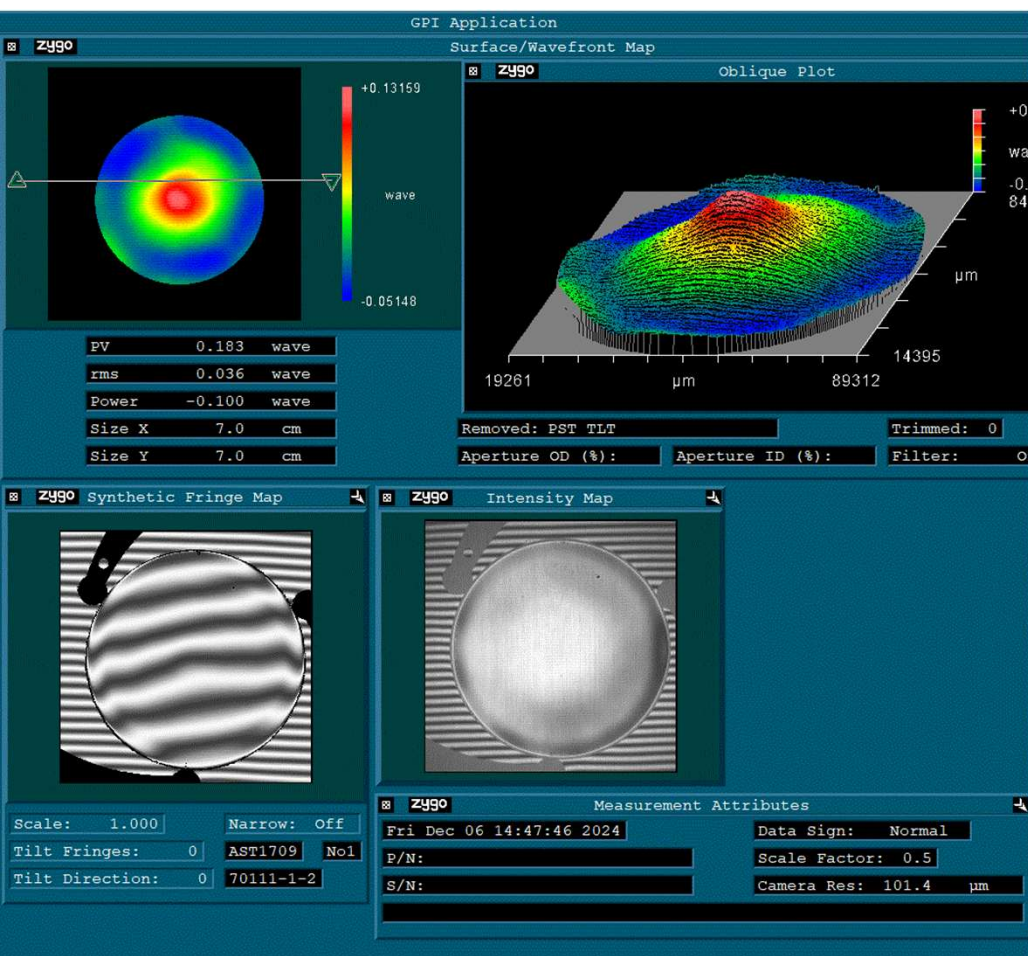 GPI Application
zygo Surface/Wavefront Map
zygo Oblique Plot
+0.13159
wave
-0.05148
+0
wa
-0.
84
µm
14395
19261 µm 89312
PV 0.183 wave
rms 0.036 wave
Power -0.100 wave
Size X 7.0 cm
Size Y 7.0 cm
Removed: PST TLT Trimmed: 0
Aperture OD (%): Aperture ID (%): Filter: O
zygo Synthetic Fringe Map
zygo Intensity Map
Scale: 1.000 Narrow: Off
Tilt Fringes: 0 AST1709 No1
Tilt Direction: 0 70111-1-2
zygo Measurement Attributes
Fri Dec 06 14:47:46 2024 Data Sign: Normal
P/N: Scale Factor: 0.5
S/N: Camera Res: 101.4 µm